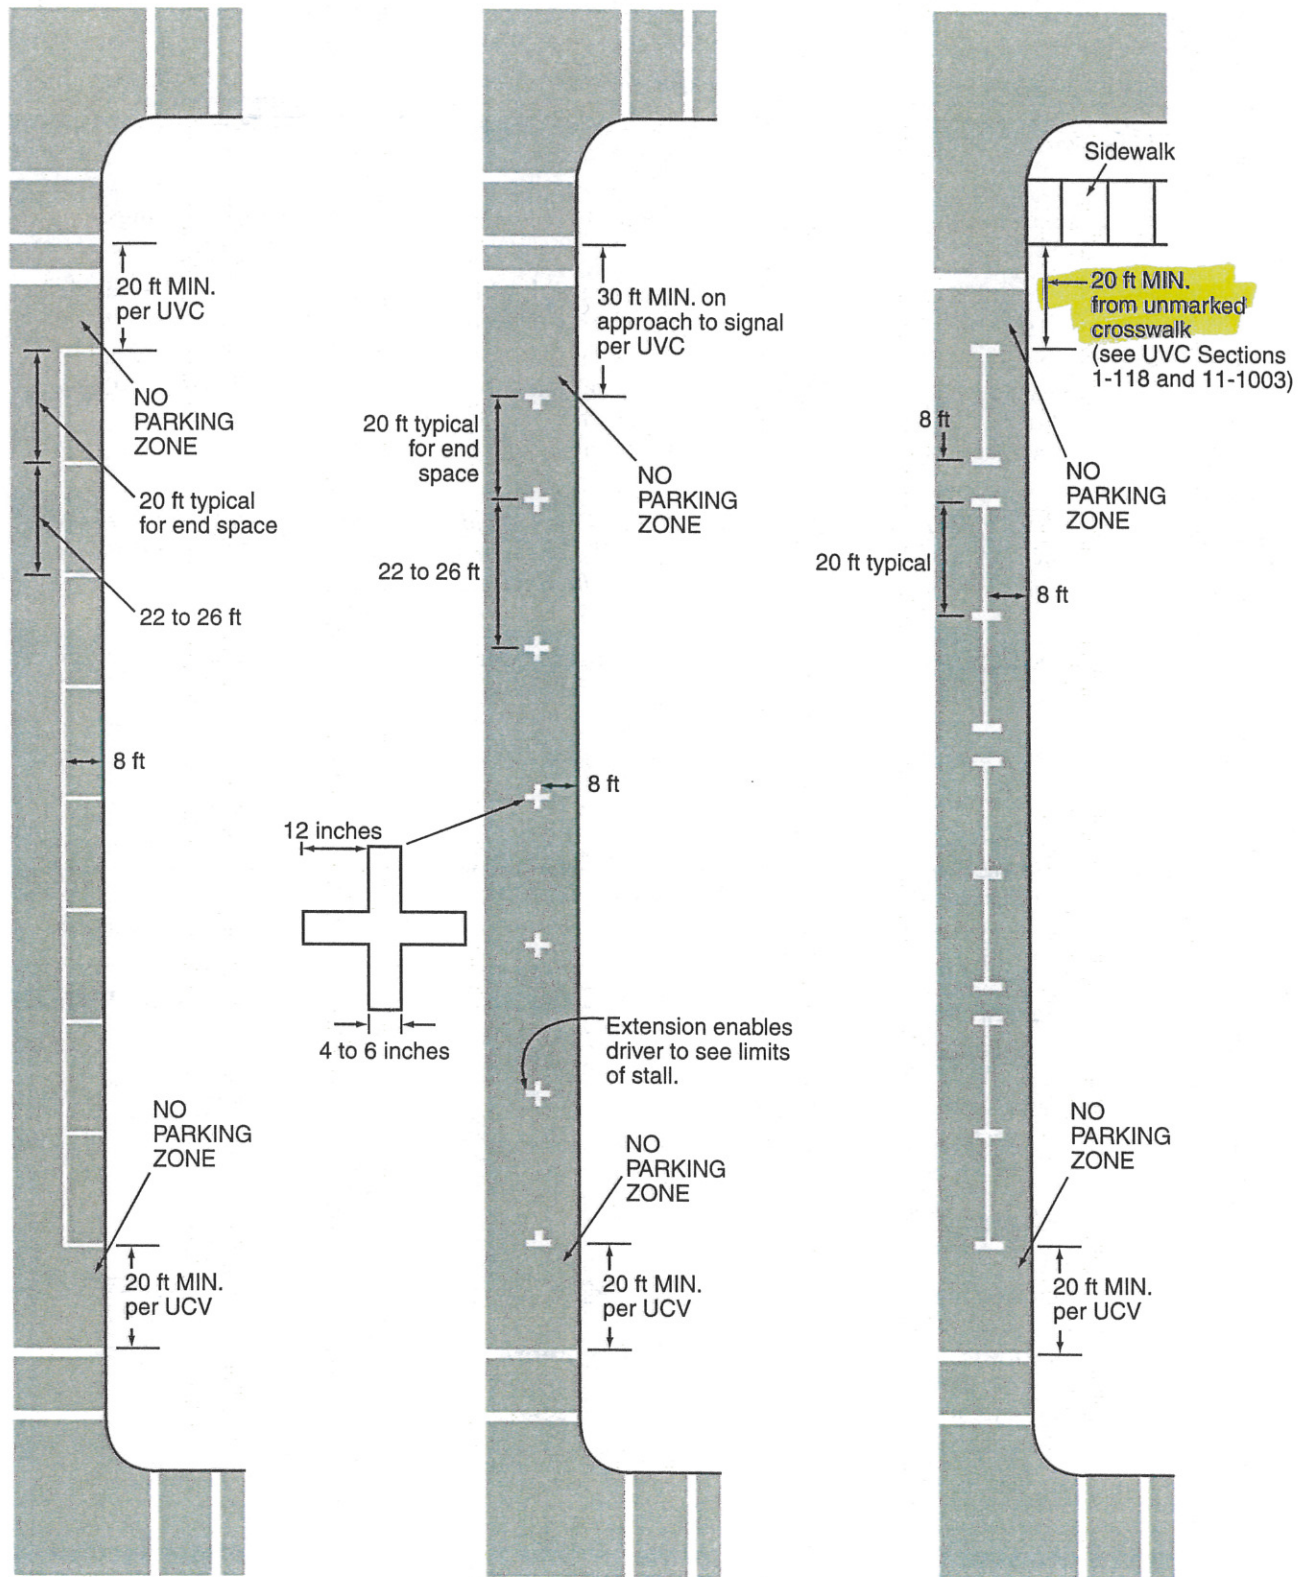 20 ft MIN.
per UVC
NO
PARKING
ZONE
20 ft typical
for end space
22 to 26 ft
8 ft
NO
PARKING
ZONE
20 ft MIN.
per UCV
30 ft MIN. on
approach to signal
per UVC
20 ft typical
for end
space
NO
PARKING
ZONE
22 to 26 ft
8 ft
12 inches
4 to 6 inches
Extension enables
driver to see limits
of stall.
NO
PARKING
ZONE
20 ft MIN.
per UCV
Sidewalk
20 ft MIN.
from unmarked
crosswalk
(see UVC Sections
1-118 and 11-1003)
8 ft
NO
PARKING
ZONE
20 ft typical
8 ft
NO
PARKING
ZONE
20 ft MIN.
per UCV